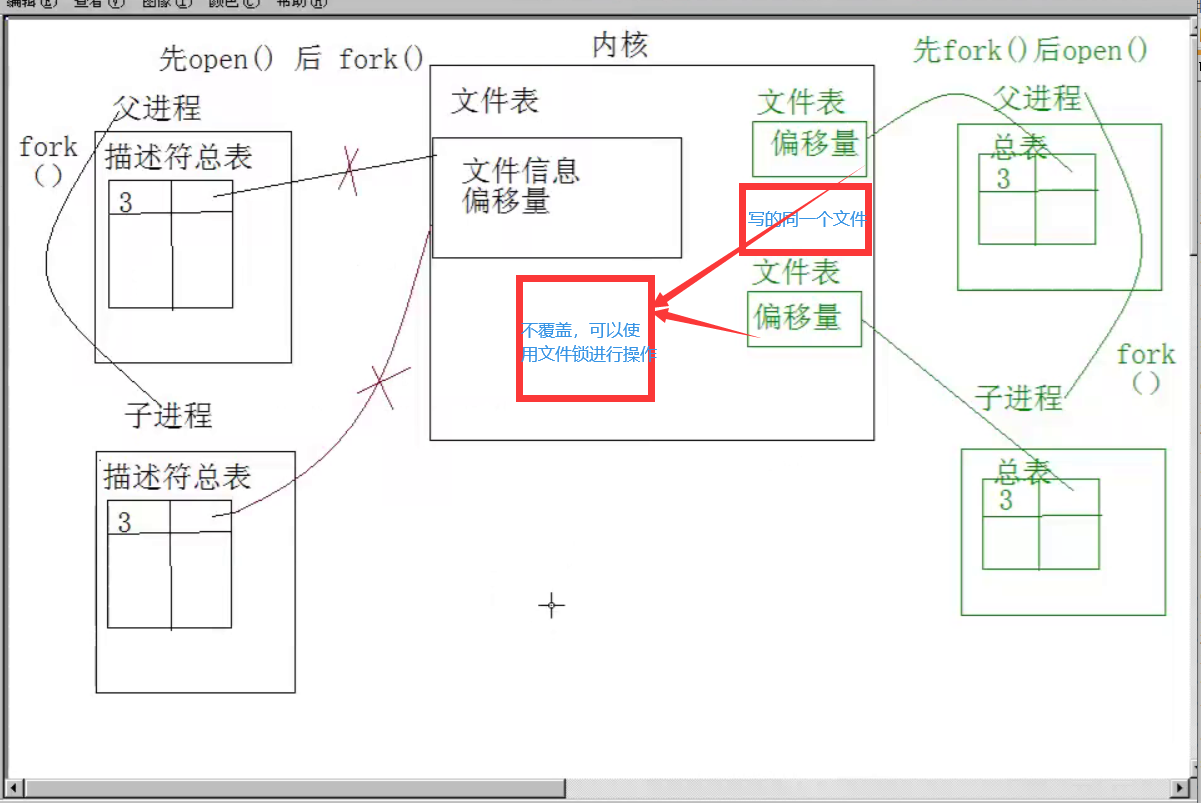 编辑(E) 查看(V) 图像(I) 颜色(C) 帮助(H)
先open() 后 fork()
内核
先fork()后open()
父进程
fork
()
描述符总表
3
文件表
文件信息
偏移量
文件表
偏移量
写的同一个文件
文件表
偏移量
不覆盖，可以使
用文件锁进行操作
父进程
总表
3
fork
()
子进程
描述符总表
3
子进程
总表
3